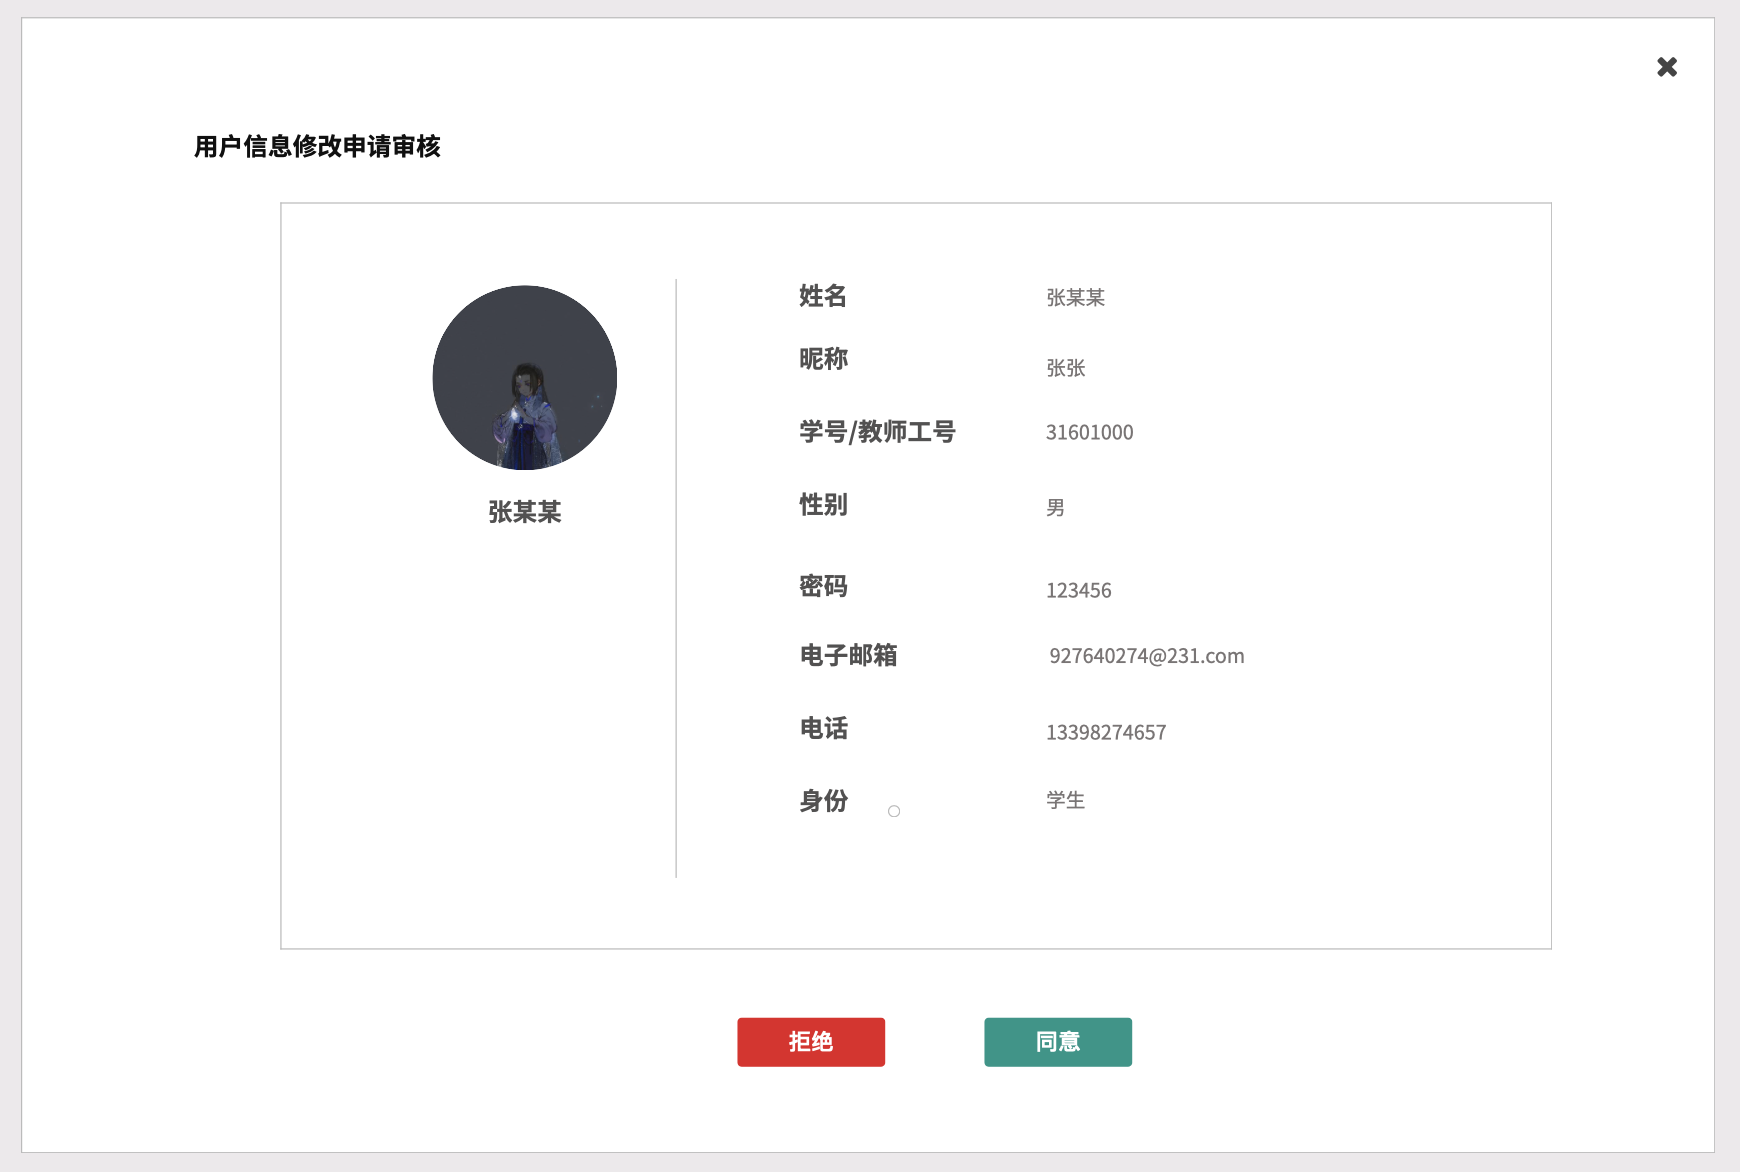 用户信息修改申请审核
张某某
姓名 张某某
昵称 张张
学号/教师工号 31601000
性别 男
密码 123456
电子邮箱 927640274@231.com
电话 13398274657
身份 学生
拒绝 同意